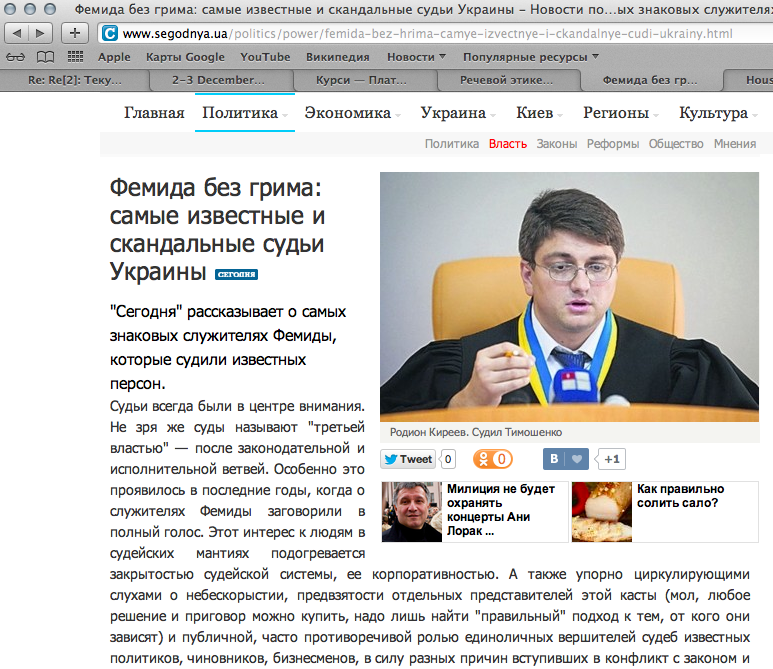 Фемида без грима: самые известные и скандальные судьи Украины – Новости по...ых знаковых служителях
www.segodnya.ua/politics/power/femida-bez-hrima-camye-izvectnye-i-ckandalnye-cudi-ukrainy.html
Apple Карты Google YouTube Википедия Новости Популярные ресурсы
Re: Re[2]: Теку... 2–3 December... Курси — Плат... Речевой этике... Фемида без гр... Hous
Главная Политика Экономика Украина Киев Регионы Культура
Политика Власть Законы Реформы Общество Мнения
Фемида без грима:
самые известные и
скандальные судьи
Украины СЕГОДНЯ
"Сегодня" рассказывает о самых
знаковых служителях Фемиды,
которые судили известных
персон.
Родион Киреев. Судил Тимошенко
Tweet 0 0 B +1
Милиция не будет
охранять
концерты Ани
Лорак ...
Как правильно
солить сало?
Судьи всегда были в центре внимания.
Не зря же суды называют "третьей
властью" — после законодательной и
исполнительной ветвей. Особенно это
проявилось в последние годы, когда о
служителях Фемиды заговорили в
полный голос. Этот интерес к людям в
судейских мантиях подогревается
закрытостью судейской системы, ее корпоративностью. А также упорно циркулирующими
слухами о небескорыстии, предвзятости отдельных представителей этой касты (мол, любое
решение и приговор можно купить, надо лишь найти "правильный" подход к тем, от кого они
зависят) и публичной, часто противоречивой ролью единоличных вершителей судеб известных
политиков, чиновников, бизнесменов, в силу разных причин вступивших в конфликт с законом и